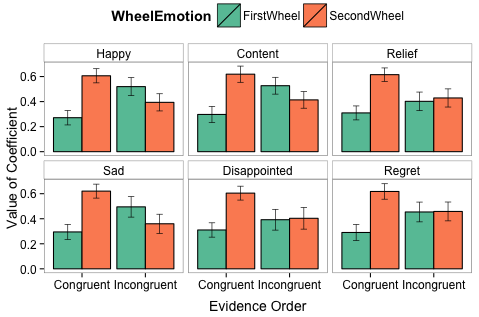 WheelEmotion FirstWheel SecondWheel
Happy Content Relief
0.6
0.4
0.2
0.0
Sad Disappointed Regret
0.6
0.4
0.2
0.0
Value of Coefficient
Congruent Incongruent Congruent Incongruent Congruent Incongruent
Evidence Order